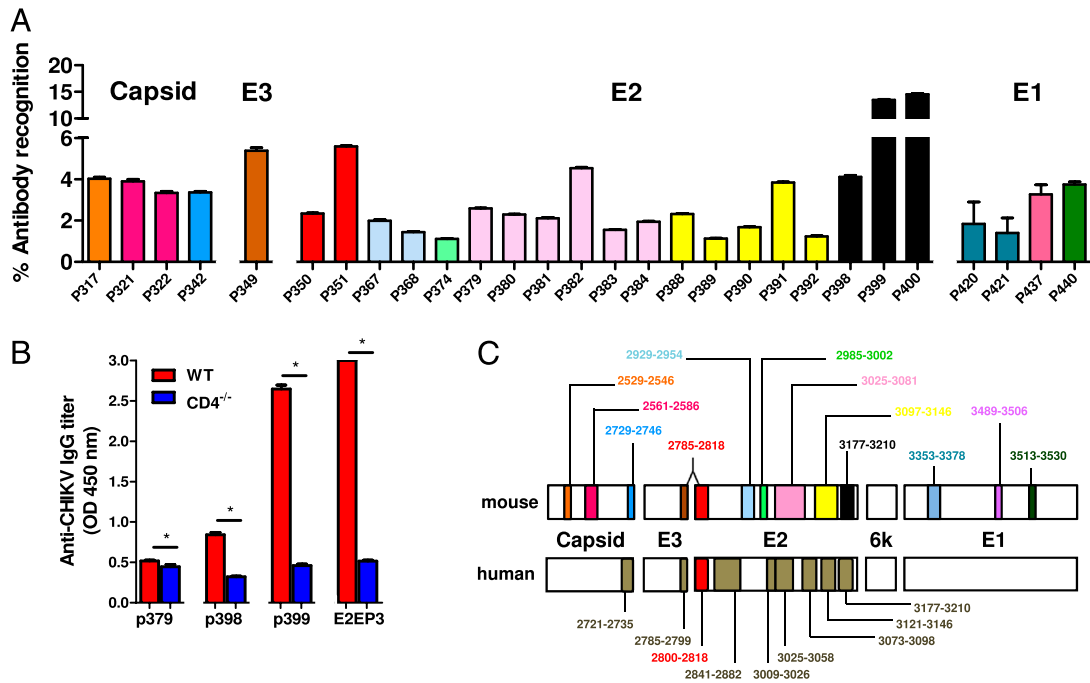 A
% Antibody recognition
20
15
10
6
4
2
0
Capsid
E3
E2
E1
P317
P321
P322
P342
P349
P350
P351
P367
P368
P374
P379
P380
P381
P382
P383
P384
P388
P389
P390
P391
P392
P398
P399
P400
P420
P421
P437
P440
B
Anti-CHIKV IgG titer
(OD 450 nm)
3.0
2.5
2.0
1.5
1.0
0.5
0.0
WT
CD4-/-
*
*
*
*
p379
p398
p399
E2EP3
C
2929-2954
2985-3002
2529-2546
3025-3081
2561-2586
3097-3146
3489-3506
2729-2746
2785-2818
3177-3210
3353-3378
3513-3530
mouse
Capsid
E3
E2
6k
E1
human
2721-2735
2785-2799
2800-2818
2841-2882
3009-3026
3025-3058
3073-3098
3121-3146
3177-3210